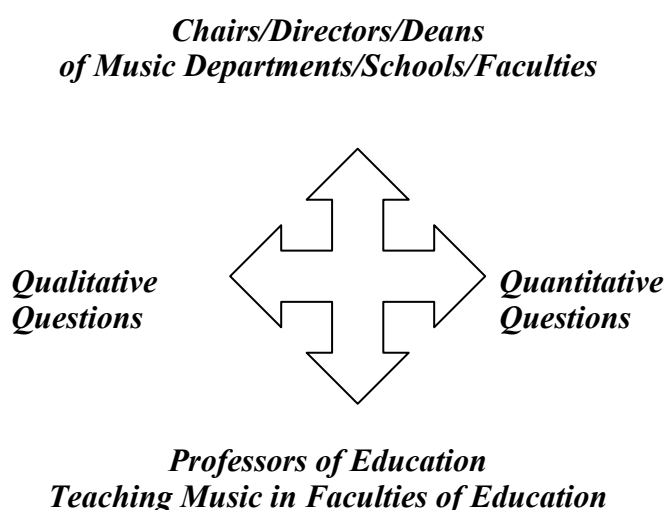 Chairs/Directors/Deans
of Music Departments/Schools/Faculties
Qualitative
Questions
Quantitative
Questions
Professors of Education
Teaching Music in Faculties of Education